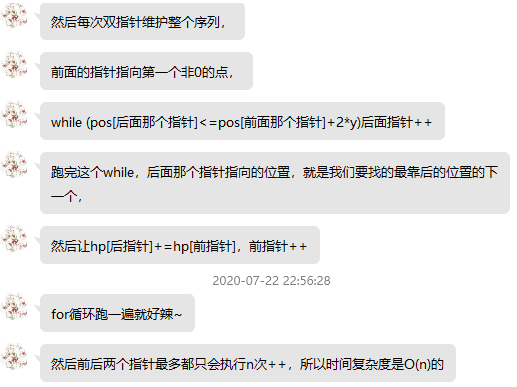 然后每次双指针维护整个序列，
前面的指针指向第一个非0的点，
while (pos[后面那个指针]<=pos[前面那个指针]+2*y)后面指针++
跑完这个while，后面那个指针指向的位置，就是我们要找的最靠后的位置的下
一个，
然后让hp[后指针]+=hp[前指针]，前指针++
2020-07-22 22:56:28
for循环跑一遍就好辣~
然后前后两个指针最多都只会执行n次++，所以时间复杂度是O(n)的